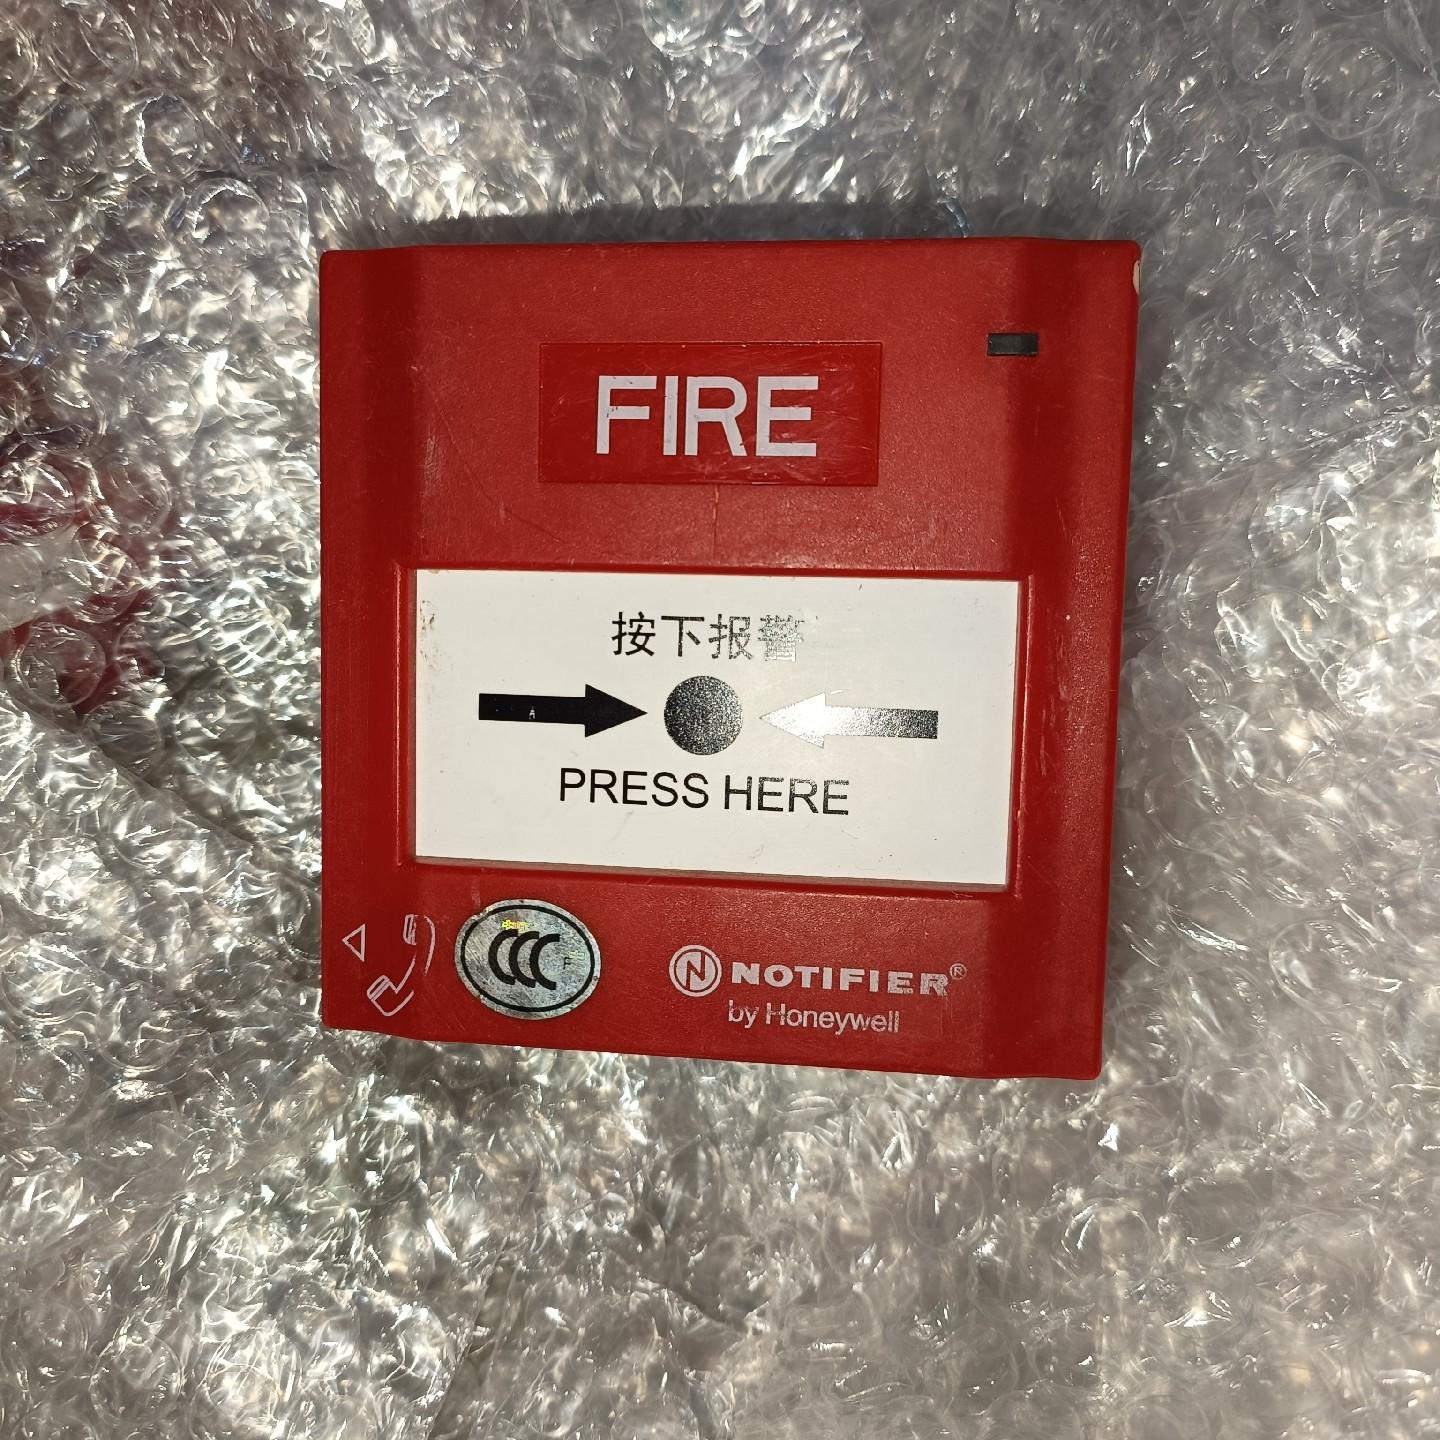 FIRE
按下报警
PRESS HERE
CCC
F
N NOTIFIER®
by Honeywell